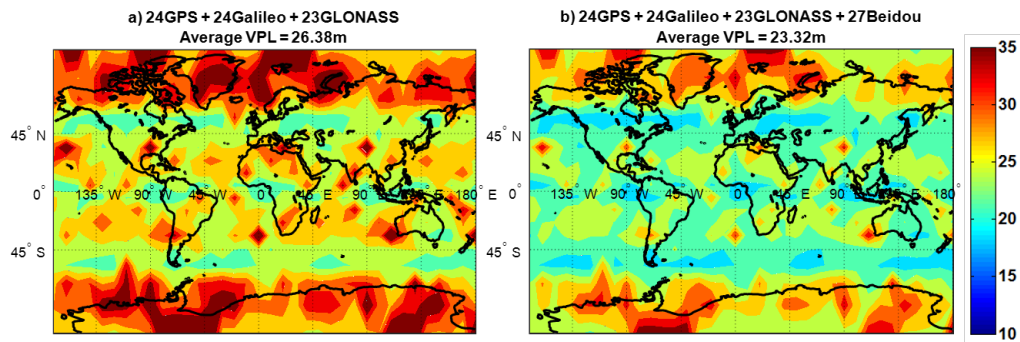 a) 24GPS + 24Galileo + 23GLONASS
Average VPL = 26.38m
45° N
0°
45° S
135° W 90° W 45° W 0° 45° E 90° E 135° E 180° E
b) 24GPS + 24Galileo + 23GLONASS + 27Beidou
Average VPL = 23.32m
45° N
0°
45° S
135° W 90° W 45° W 0° 45° E 90° E 135° E 180°
35
30
25
20
15
10